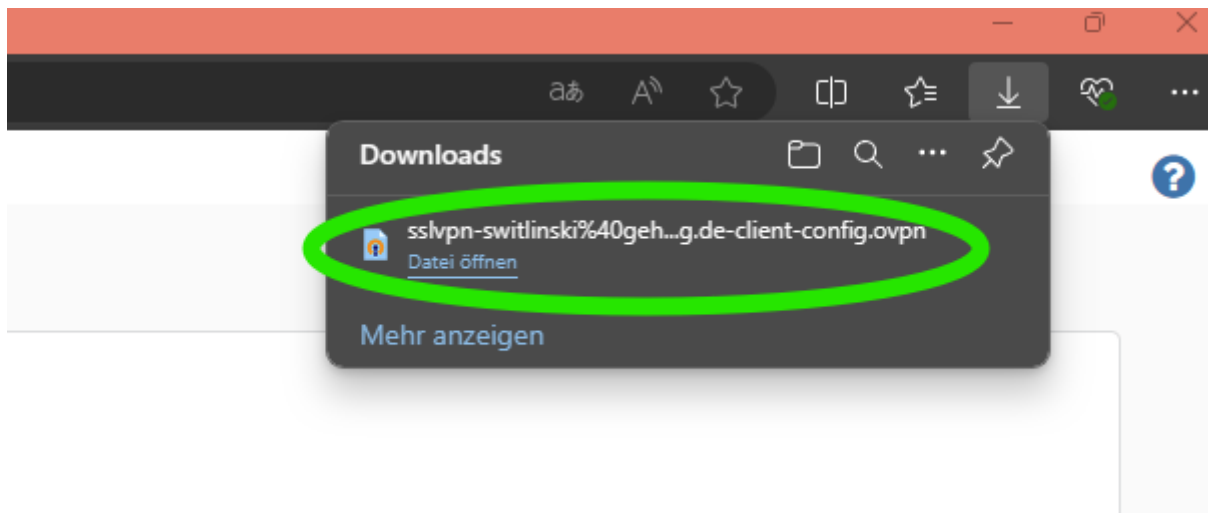 aあ A
Downloads
sslvpn-switlinski%40geh...g.de-client-config.ovpn
Datei öffnen
Mehr anzeigen
?